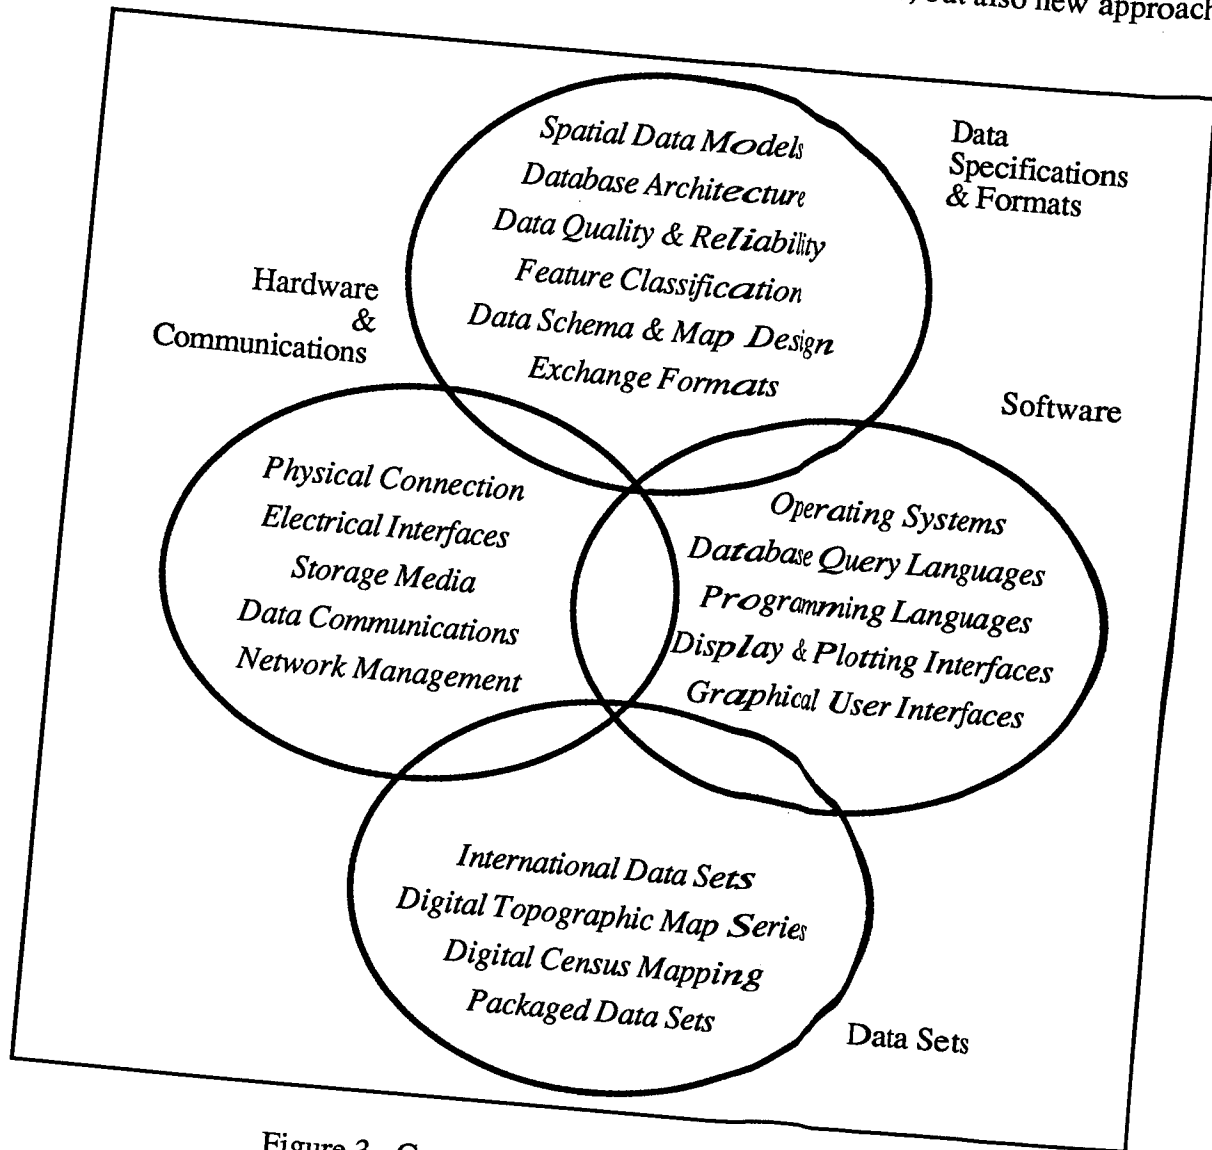 also new approach
Spatial Data Models
Database Architecture
Data Quality & Reliability
Feature Classification
Data Schema & Map Design
Exchange Formats
Data
Specifications
& Formats
Hardware
&
Communications
Software
Physical Connection
Electrical Interfaces
Storage Media
Data Communications
Network Management
Operating Systems
Database Query Languages
Programming Languages
Display & Plotting Interfaces
Graphical User Interfaces
International Data Sets
Digital Topographic Map Series
Digital Census Mapping
Packaged Data Sets
Data Sets
Figure 3